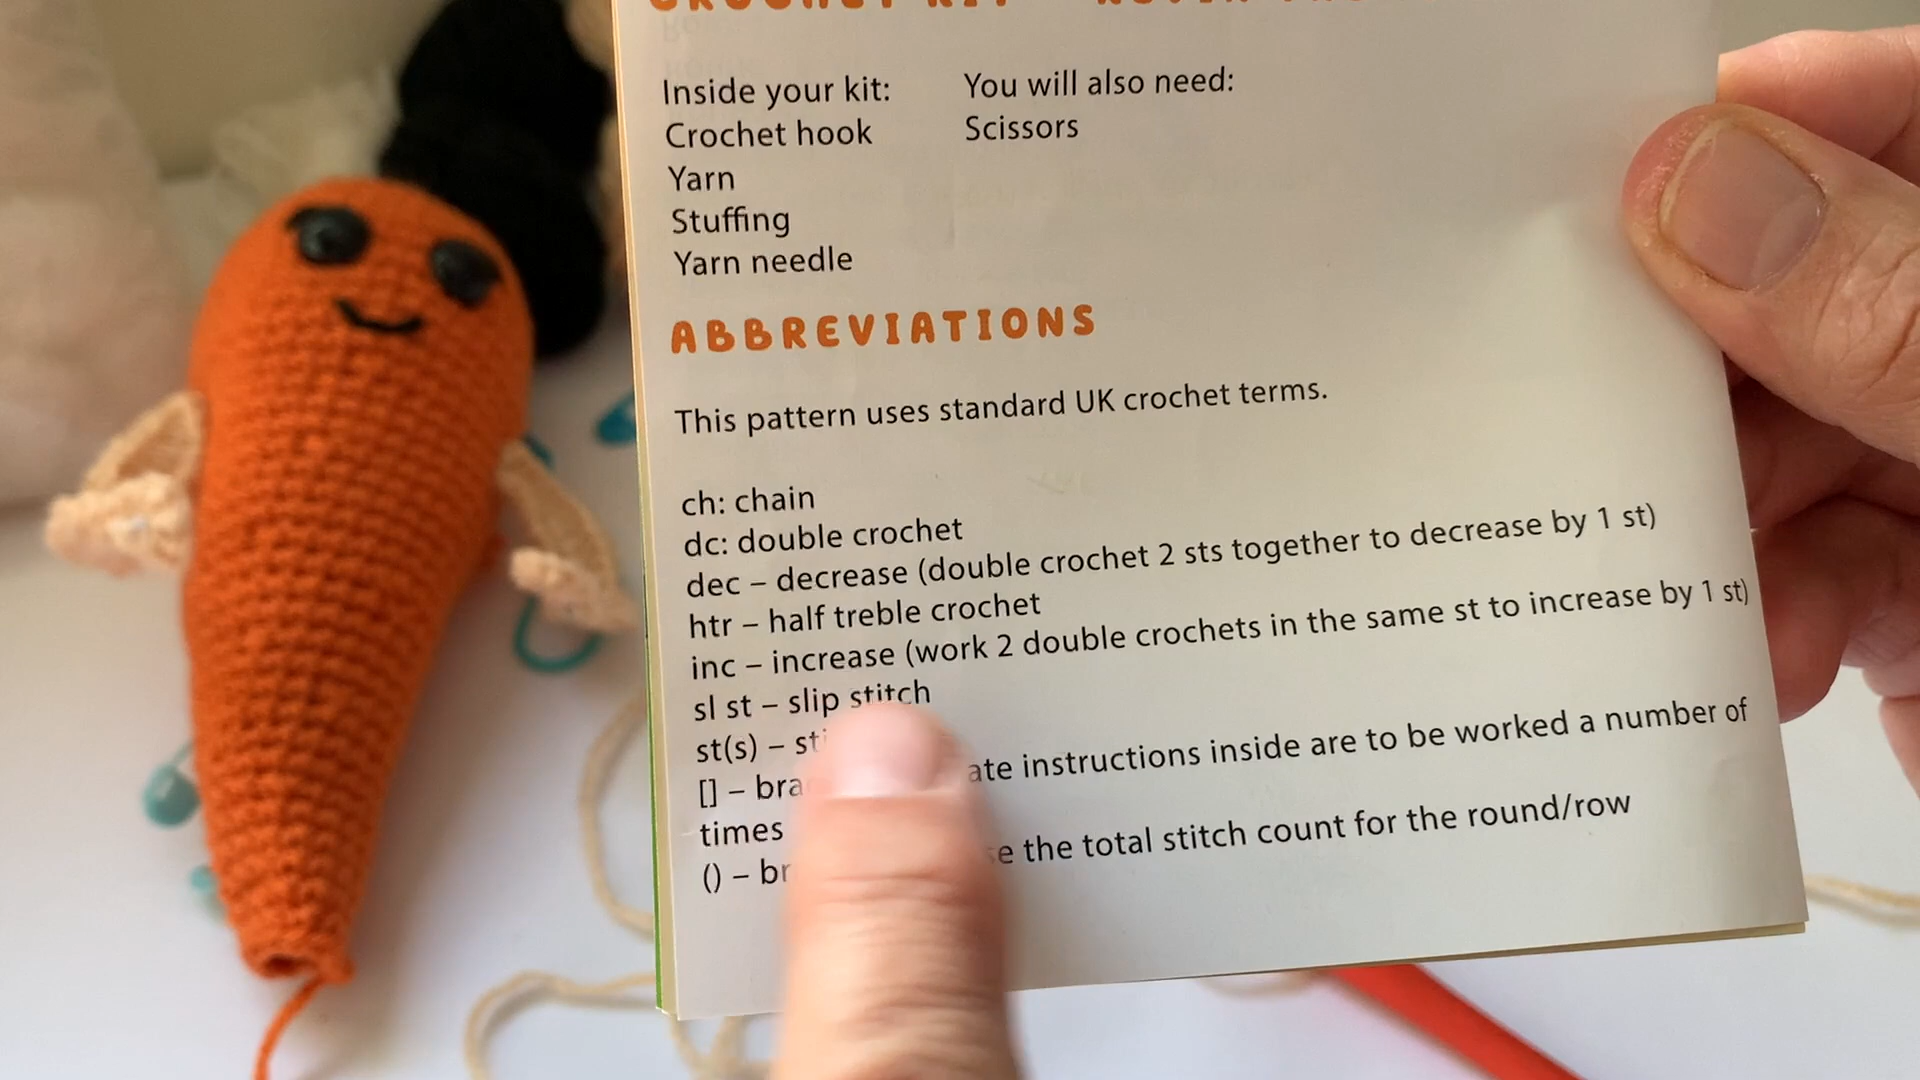 CROCHET KIT
Inside your kit:
Crochet hook
Yarn
Stuffing
Yarn needle
You will also need:
Scissors
ABBREVIATIONS
This pattern uses standard UK crochet terms.
ch: chain
dc: double crochet
dec – decrease (double crochet 2 sts together to decrease by 1 st)
htr – half treble crochet
inc – increase (work 2 double crochets in the same st to increase by 1 st)
sl st – slip stitch
st(s) –
[] – instructions inside are to be worked a number of
times
() – the total stitch count for the round/row